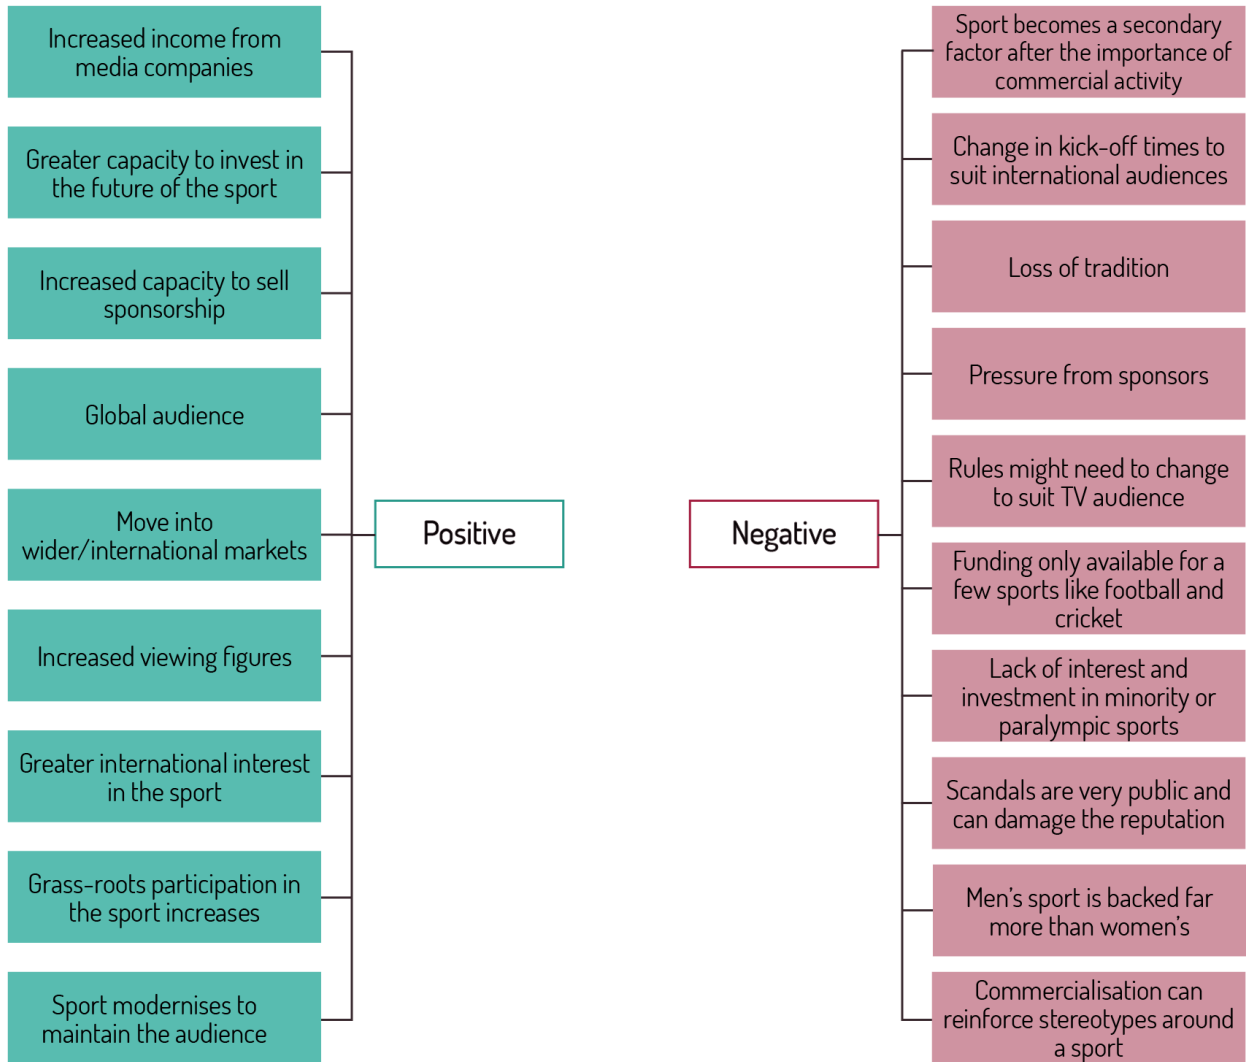 Increased income from
media companies
Greater capacity to invest in
the future of the sport
Increased capacity to sell
sponsorship
Global audience
Move into
wider/international markets
Increased viewing figures
Greater international interest
in the sport
Grass-roots participation in
the sport increases
Sport modernises to
maintain the audience
Positive
Negative
Sport becomes a secondary
factor after the importance of
commercial activity
Change in kick-off times to
suit international audiences
Loss of tradition
Pressure from sponsors
Rules might need to change
to suit TV audience
Funding only available for a
few sports like football and
cricket
Lack of interest and
investment in minority or
paralympic sports
Scandals are very public and
can damage the reputation
Men’s sport is backed far
more than women’s
Commercialisation can
reinforce stereotypes around
a sport